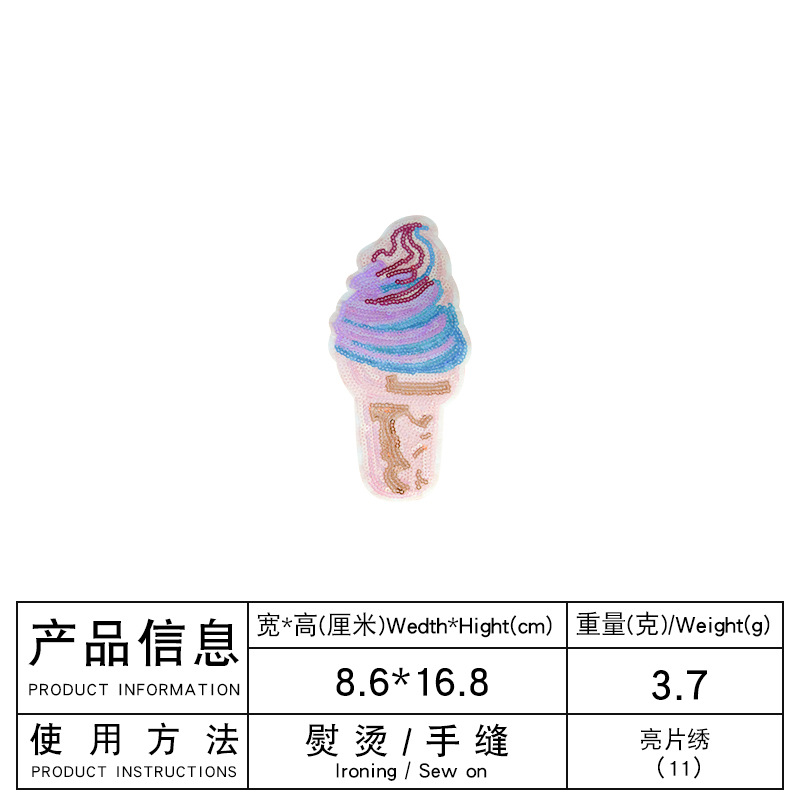 产品信息
PRODUCT INFORMATION
宽*高(厘米)Wedth*Hight(cm)
重量(克)/Weight(g)
8.6*16.8
3.7
使用方法
PRODUCT INSTRUCTIONS
熨烫/手缝
Ironing / Sew on
亮片绣
(11)